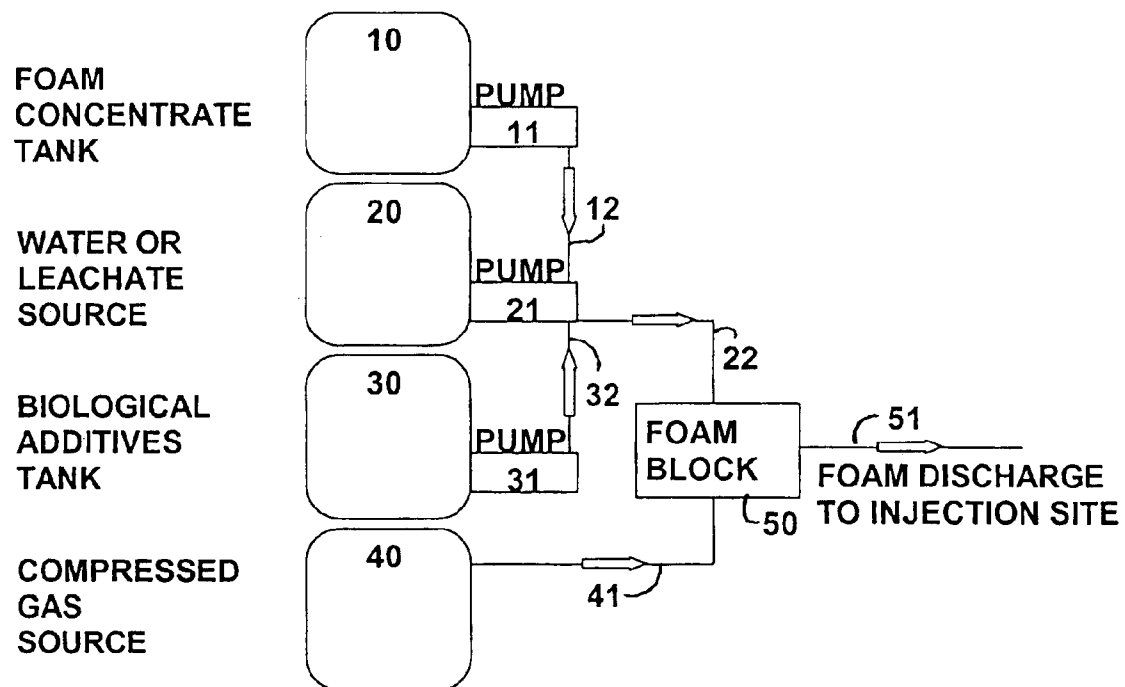 10
FOAM
CONCENTRATE
TANK
PUMP
11
12
20
WATER OR
LEACHATE
SOURCE
PUMP
21
22
32
30
BIOLOGICAL
ADDITIVES
TANK
PUMP
31
FOAM
BLOCK
50
51
FOAM DISCHARGE
TO INJECTION SITE
40
COMPRESSED
GAS
SOURCE
41